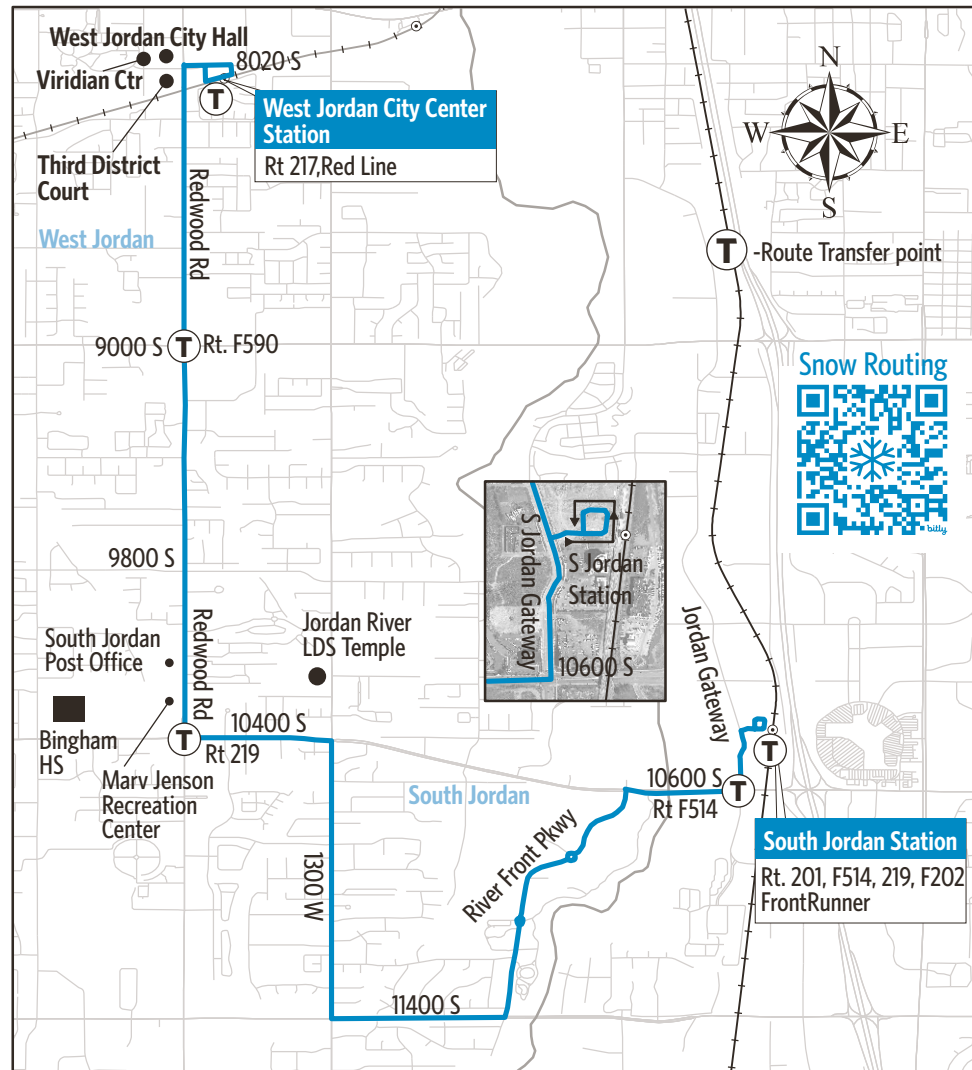 West Jordan City Hall
Viridian Ctr
8020 S
T
West Jordan City Center
Station
Rt 217,Red Line
Third District
Court
Redwood Rd
West Jordan
N
W
E
S
T
-Route Transfer point
9000 S
T
Rt. F590
Snow Routing
bitly
S Jordan Gateway
S Jordan
Station
10600 S
9800 S
Redwood Rd
South Jordan
Post Office
Jordan River
LDS Temple
Jordan Gateway
Bingham
HS
T
10400 S
Rt 219
Marv Jenson
Recreation
Center
South Jordan
10600 S
Rt F514
T
T
South Jordan Station
Rt. 201, F514, 219, F202
FrontRunner
River Front Pkwy
1300 W
11400 S